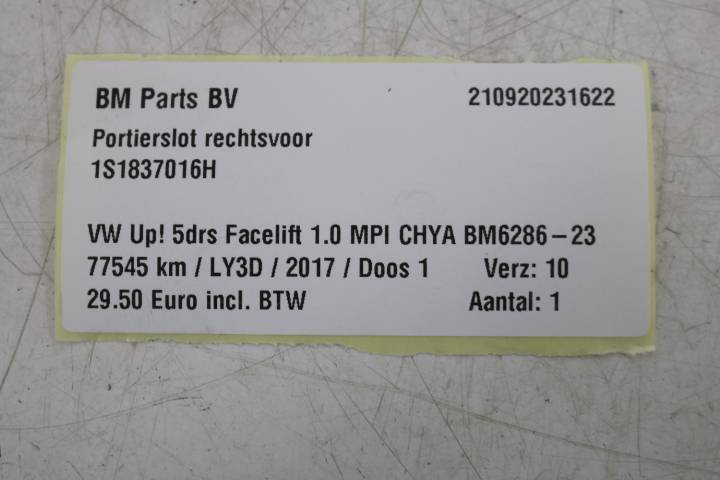 BM Parts BV 210920231622
Portierslot rechtsvoor
1S1837016H
VW Up! 5drs Facelift 1.0 MPI CHYA BM6286-23
77545 km / LY3D / 2017 / Doos 1 Verz: 10
29.50 Euro incl. BTW Aantal: 1